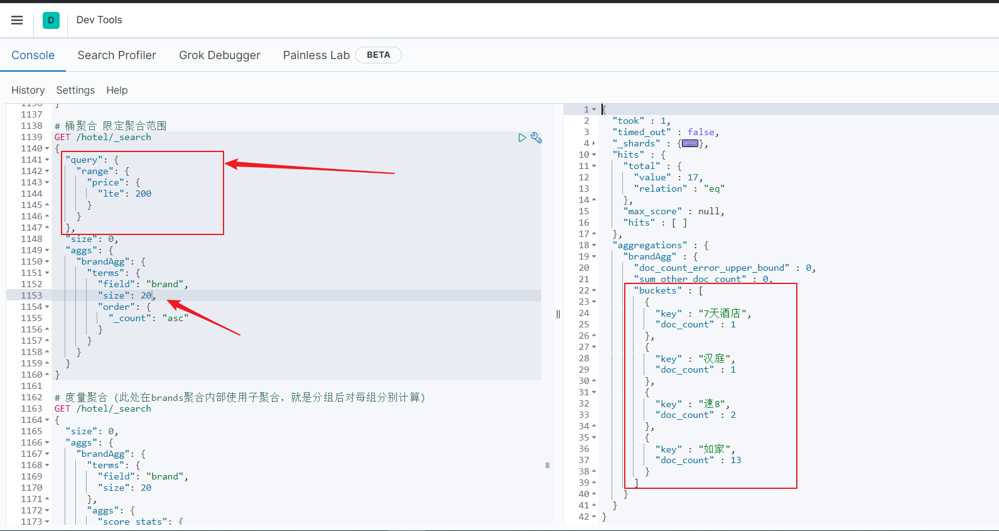 D Dev Tools
Console Search Profiler Grok Debugger Painless Lab BETA
History Settings Help
1136 }
1137
1138 # 桶聚合 限定聚合范围
1139 GET /hotel/_search
1140 {
1141 "query": {
1142 "range": {
1143 "price": {
1144 "lte": 200
1145 }
1146 }
1147 },
1148 "size": 0,
1149 "aggs": {
1150 "brandAgg": {
1151 "terms": {
1152 "field": "brand",
1153 "size": 20,
1154 "order": {
1155 "_count": "asc"
1156 }
1157 }
1158 }
1159 }
1160 }
1161
1162 # 度量聚合 (此处在brands聚合内部使用子聚合，就是分组后对每组分别计算)
1163 GET /hotel/_search
1164 {
1165 "size": 0,
1166 "aggs": {
1167 "brandAgg": {
1168 "terms": {
1169 "field": "brand",
1170 "size": 20
1171 },
1172 "aggs": {
1173 "score_stats": {
1 {
2 "took" : 1,
3 "timed_out" : false,
4 "_shards" : {},
10 "hits" : {
11 "total" : {
12 "value" : 17,
13 "relation" : "eq"
14 },
15 "max_score" : null,
16 "hits" : [ ]
17 },
18 "aggregations" : {
19 "brandAgg" : {
20 "doc_count_error_upper_bound" : 0,
21 "sum_other_doc_count" : 0,
22 "buckets" : [
23 {
24 "key" : "7天酒店",
25 "doc_count" : 1
26 },
27 {
28 "key" : "汉庭",
29 "doc_count" : 1
30 },
31 {
32 "key" : "速8",
33 "doc_count" : 2
34 },
35 {
36 "key" : "如家",
37 "doc_count" : 13
38 }
39 ]
40 }
41 }
42 }